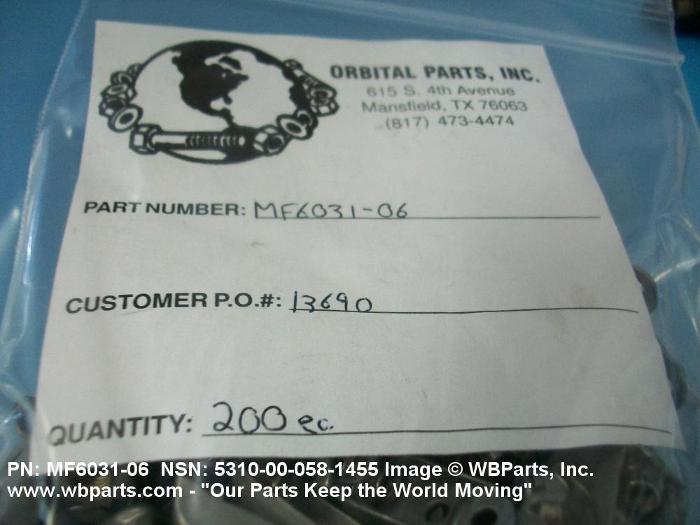 ORBITAL PARTS, INC.
615 S. 4th Avenue
Mansfield, TX 76063
(817) 473-4474
PART NUMBER: MF6031-06
CUSTOMER P.O.#: 13690
QUANTITY: 200 ea.
PN: MF6031-06 NSN: 5310-00-058-1455 Image © WBParts, Inc.
www.wbparts.com - "Our Parts Keep the World Moving"